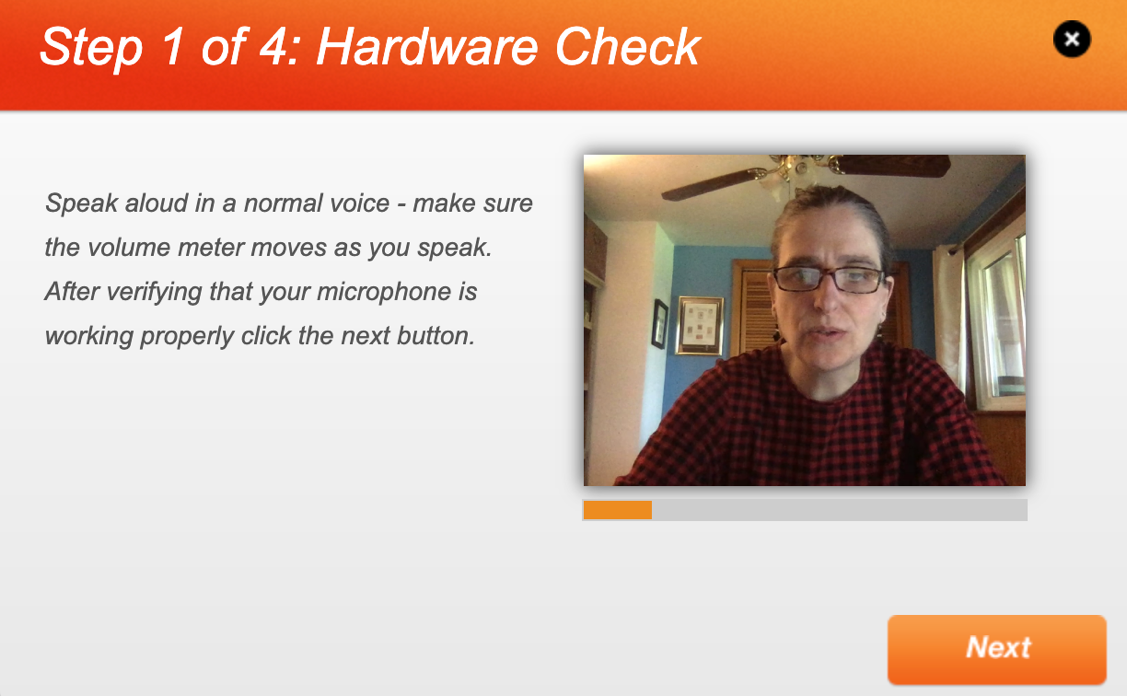 Step 1 of 4: Hardware Check
Speak aloud in a normal voice - make sure
the volume meter moves as you speak.
After verifying that your microphone is
working properly click the next button.
Next